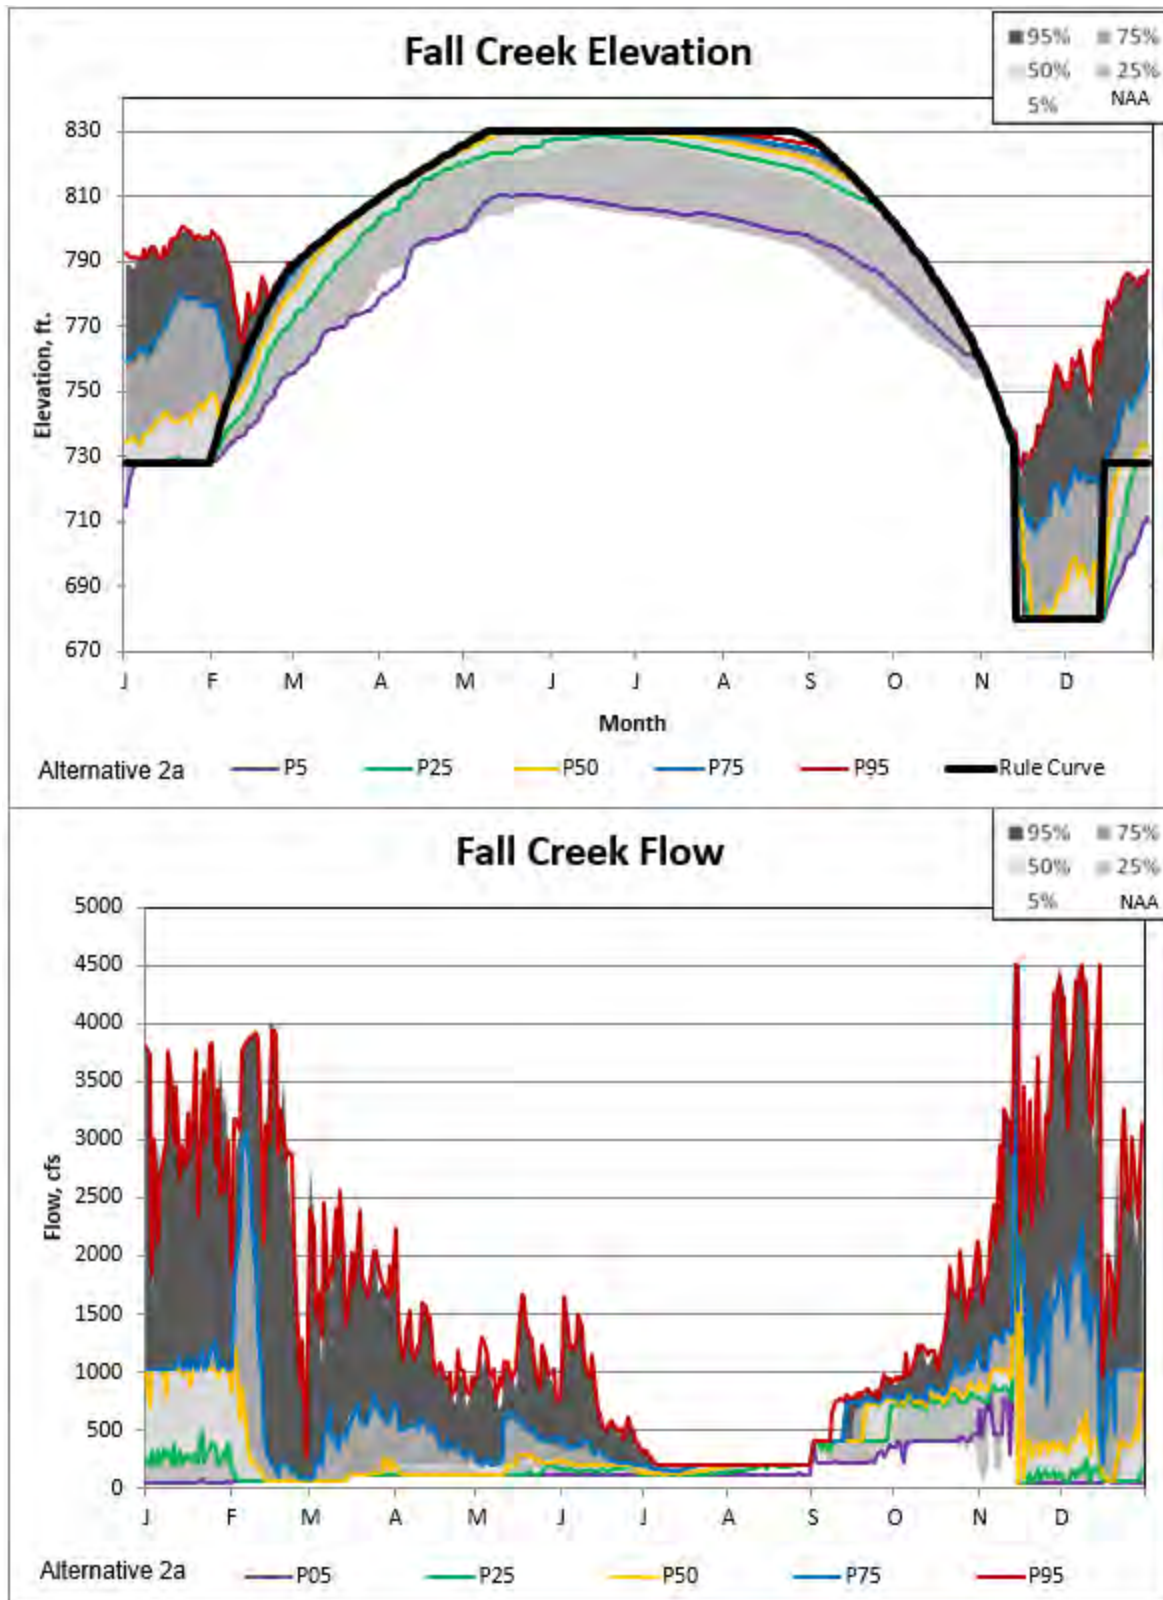 Fall Creek Elevation
95% 75%
50% 25%
5% NAA
830
810
790
770
750
730
710
690
670
Elevation, ft.
J F M A M J J A S O N D
Month
Alternative 2a P5 P25 P50 P75 P95 Rule Curve
Fall Creek Flow
95% 75%
50% 25%
5% NAA
5000
4500
4000
3500
3000
2500
2000
1500
1000
500
0
Flow, cfs
J F M A M J J A S O N D
Alternative 2a P05 P25 P50 P75 P95